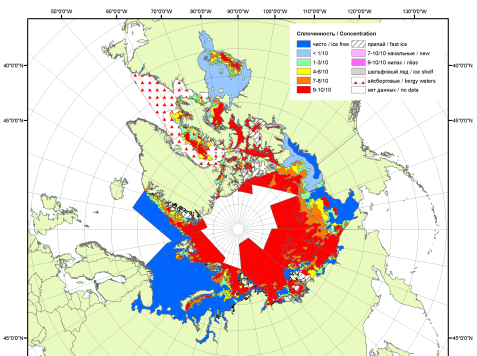 50°0'0"W 60°0'0"W 70°0'0"W 80°0'0"W 90°0'0"W 100°0'0"W 110°0'0"W 120°0'0"W 130°0'0"W
Сплоченность / Concentration
чисто / ice free
< 1/10
1-3/10
4-6/10
7-8/10
9-10/10
припай / fast ice
7-10/10 начальные / new
9-10/10 нилас / nilas
шельфовый лед / ice shelf
айсберговые / bergy waters
нет данных / no data
40°0'0"N 40°0'0"N
45°0'0"N 45°0'0"N
45°0'0"N 45°0'0"N